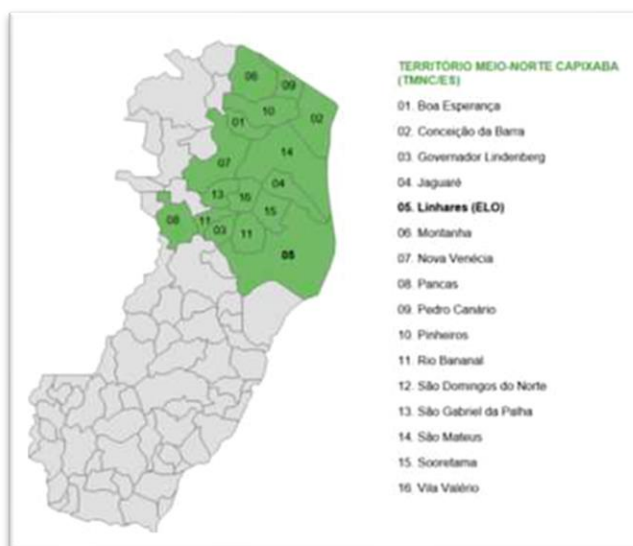 TERRITÓRIO MEIO-NORTE CAPIXABA
(TMNC/ES)
01. Boa Esperança
02. Conceição da Barra
03. Governador Lindenberg
04. Jaguaré
05. Linhares (ELO)
06. Montanha
07. Nova Venécia
08. Pancas
09. Pedro Canário
10. Pinheiros
11. Rio Bananal
12. São Domingos do Norte
13. São Gabriel da Palha
14. São Mateus
15. Sooretama
16. Vila Valério
06
09
10
02
01
14
07
04
13
16
15
08
11
03
11
05